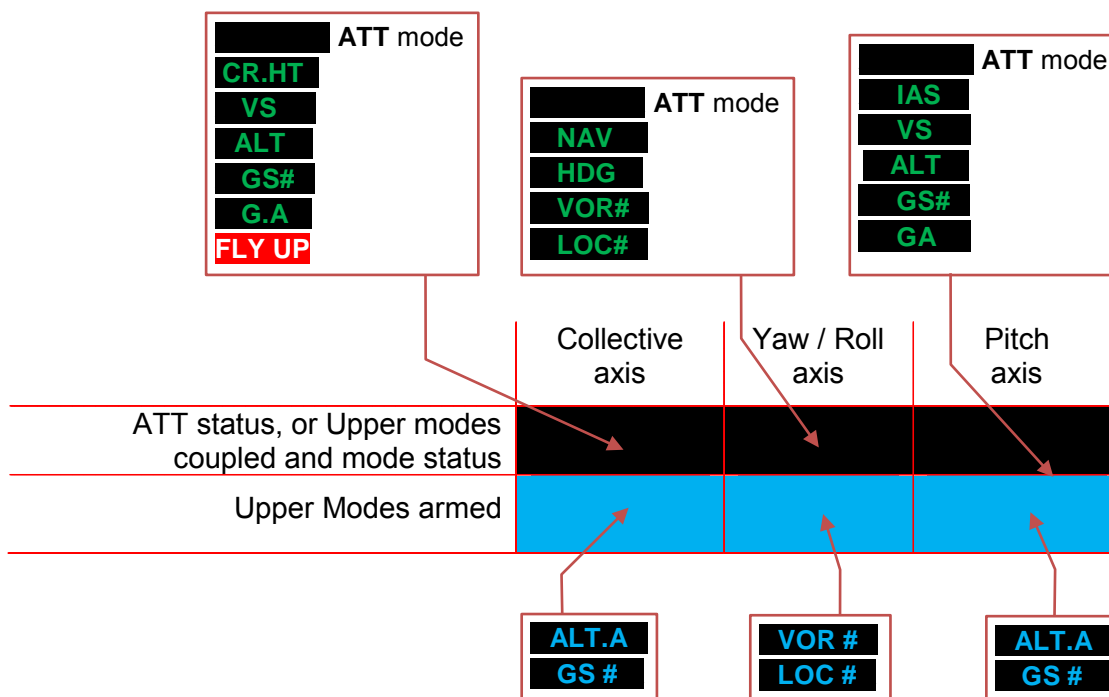 ATT mode
CR.HT
VS
ALT
GS#
G.A
FLY UP
ATT mode
NAV
HDG
VOR#
LOC#
ATT mode
IAS
VS
ALT
GS#
GA
Collective
axis
Yaw / Roll
axis
Pitch
axis
ATT status, or Upper modes
coupled and mode status
Upper Modes armed
ALT.A
GS #
VOR #
LOC #
ALT.A
GS #